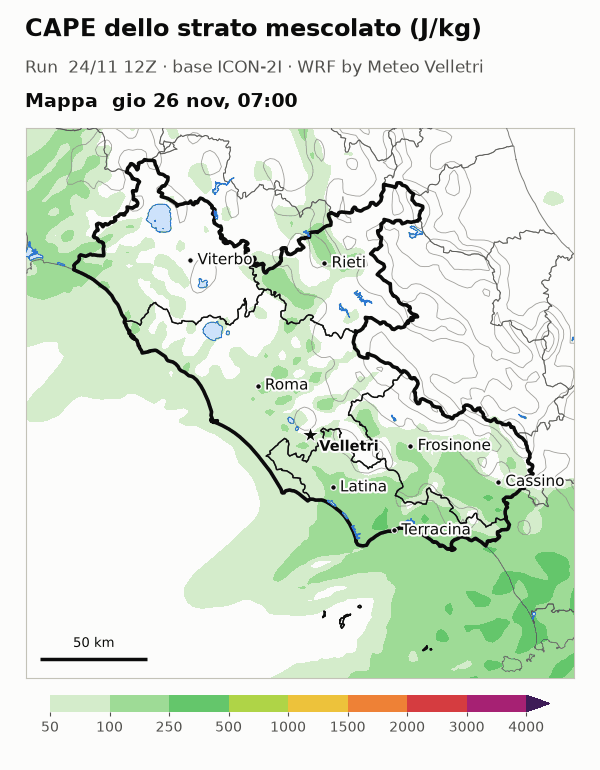 CAPE dello strato mescolato (J/kg)
Run  24/11 12Z · base ICON-2I · WRF by Meteo Velletri
Mappa  gio 26 nov, 07:00
Viterbo
Rieti
Roma
Velletri
Frosinone
Cassino
Latina
Terracina
50 km
50 100 250 500 1000 1500 2000 3000 4000